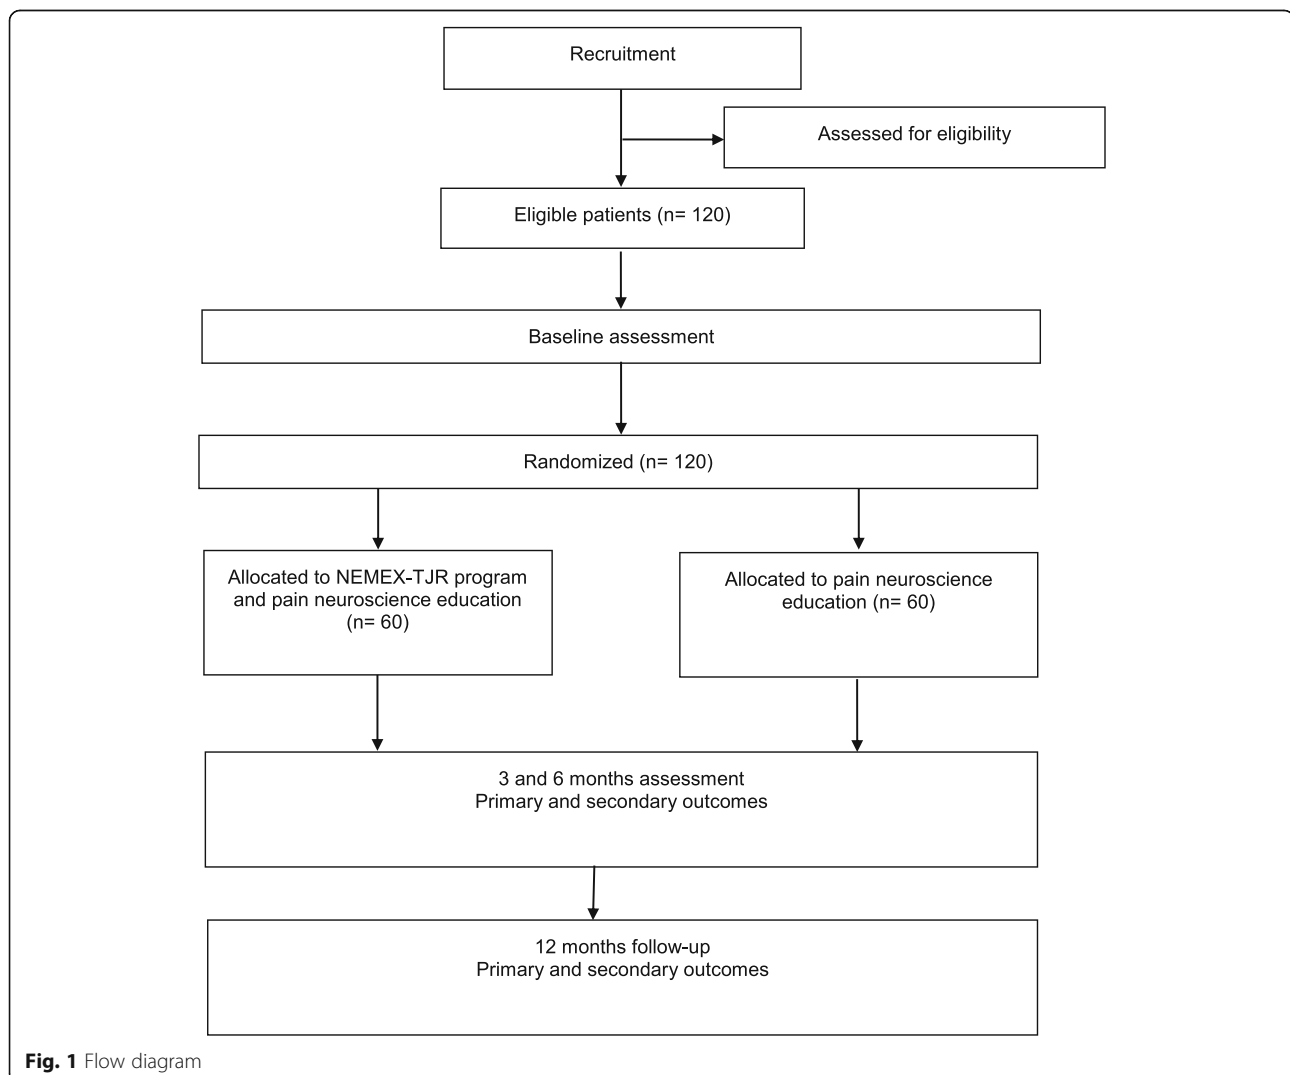 Recruitment
Assessed for eligibility
Eligible patients (n= 120)
Baseline assessment
Randomized (n= 120)
Allocated to NEMEX-TJR program
and pain neuroscience education
(n= 60)
Allocated to pain neuroscience
education (n= 60)
3 and 6 months assessment
Primary and secondary outcomes
12 months follow-up
Primary and secondary outcomes
Fig. 1 Flow diagram